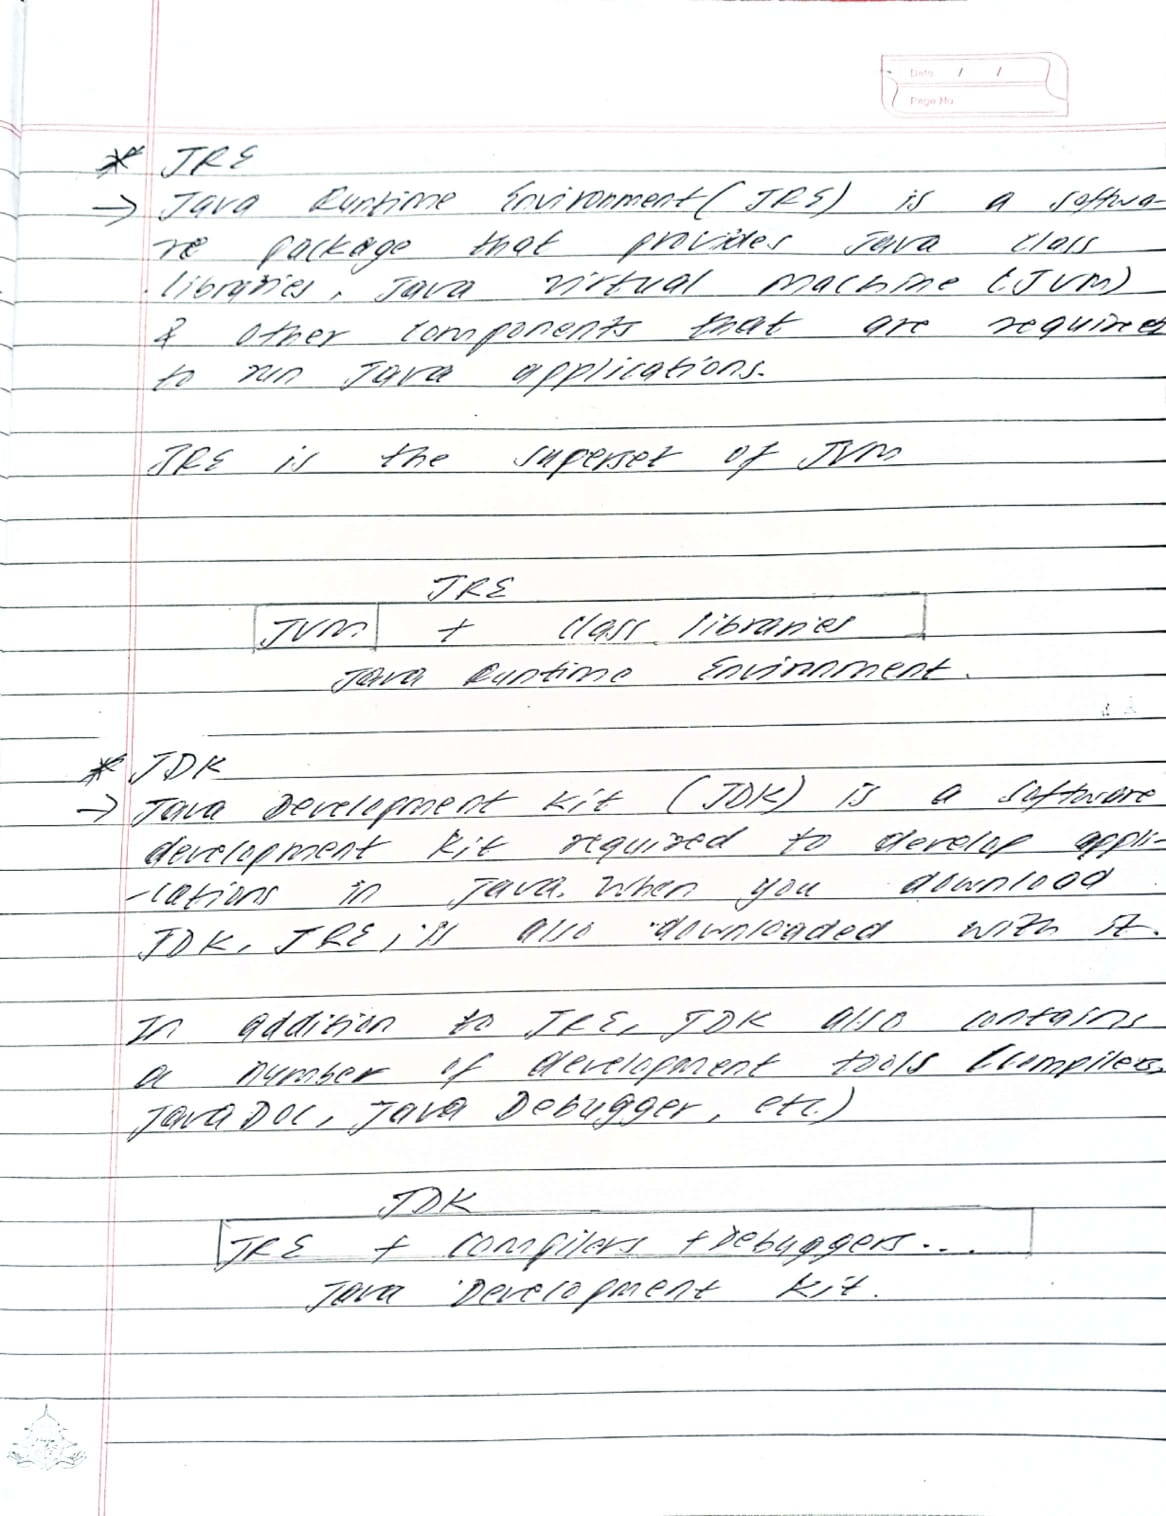 Date / /
Page No.
* JRE
→ Java Runtime Environment (JRE) is a softwa-
re package that provides Java class
libraries, Java virtual machine (JVM)
& other components that are required
to run Java applications.
JRE is the superset of JVM
JRE
JVM + class libraries
Java Runtime Environment.
* JDK
→ Java Development Kit (JDK) is a software
development kit required to develop appli-
-cations in Java. When you download
JDK, JRE, is also downloaded with it.
In addition to JRE, JDK also contains
a number of development tools (compilers,
JavaDoc, Java Debugger, etc.)
JDK
JRE + compilers + Debuggers...
Java Development Kit.